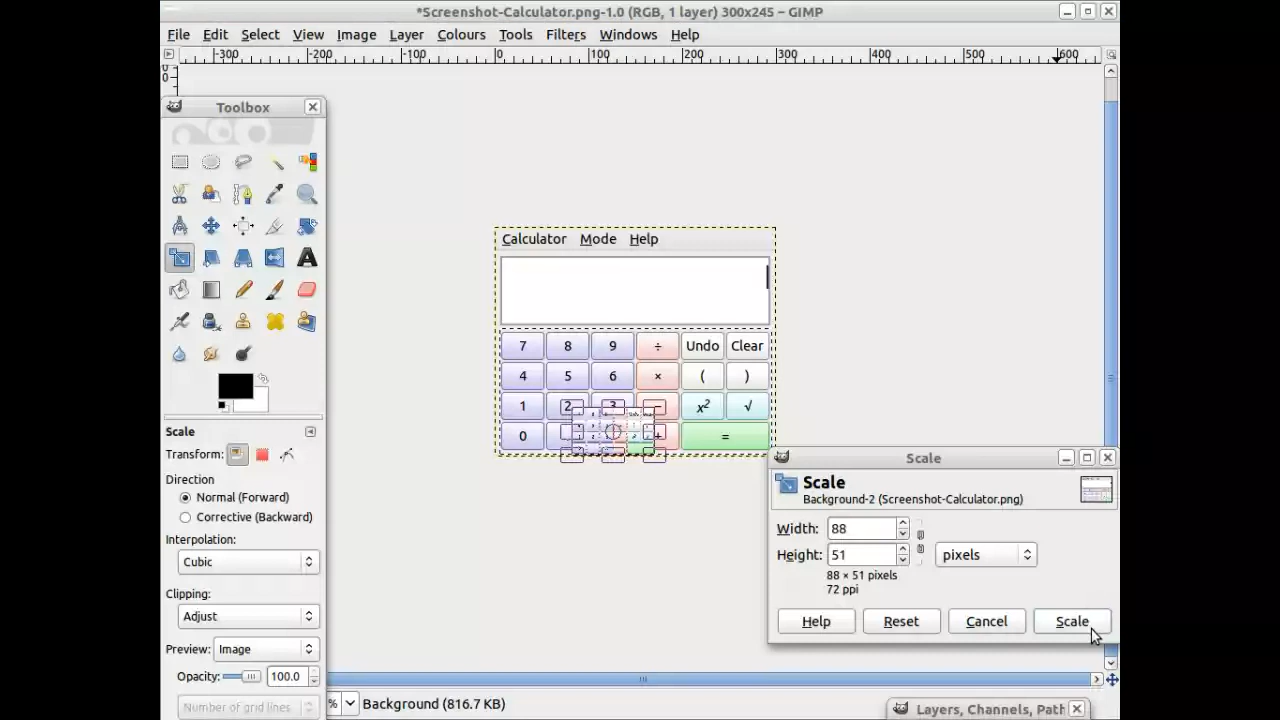 *Screenshot-Calculator.png-1.0 (RGB, 1 layer) 300x245 – GIMP
File Edit Select View Image Layer Colours Tools Filters Windows Help
-300 -200 -100 0 100 200 300 400 500 600
Toolbox
Calculator Mode Help
7 8 9 ÷ Undo Clear
4 5 6 × ( )
1 2 3 − x² √
0 + =
Scale
Transform:
Direction
Normal (Forward)
Corrective (Backward)
Interpolation:
Cubic
Clipping:
Adjust
Preview: Image
Opacity: 100.0
Number of grid lines
Scale
Scale
Background-2 (Screenshot-Calculator.png)
Width: 88
Height: 51 pixels
88 × 51 pixels
72 ppi
Help Reset Cancel Scale
% Background (816.7 KB)
Layers, Channels, Path